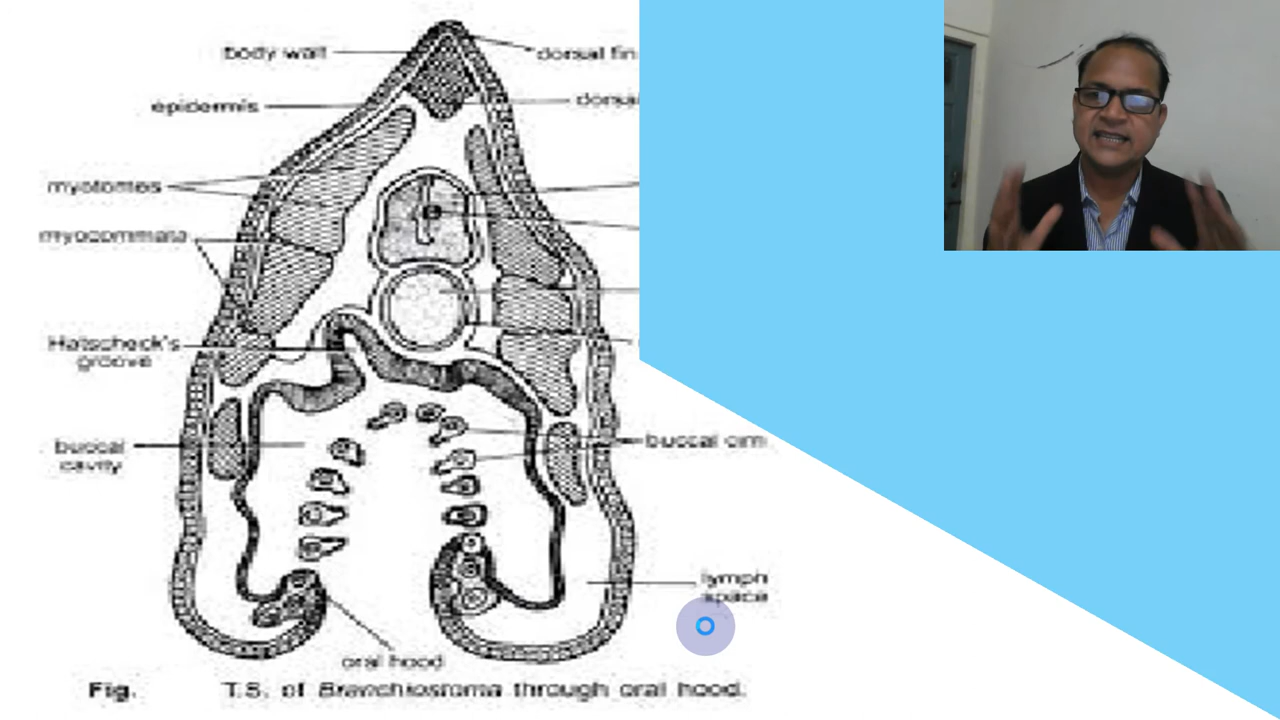 body wall
dorsal fin
epidermis
myotomes
myocommata
Hatscheck's
groove
buccal
cavity
buccal cirri
lymph
space
oral hood
Fig. T.S. of Branchiostoma through oral hood.